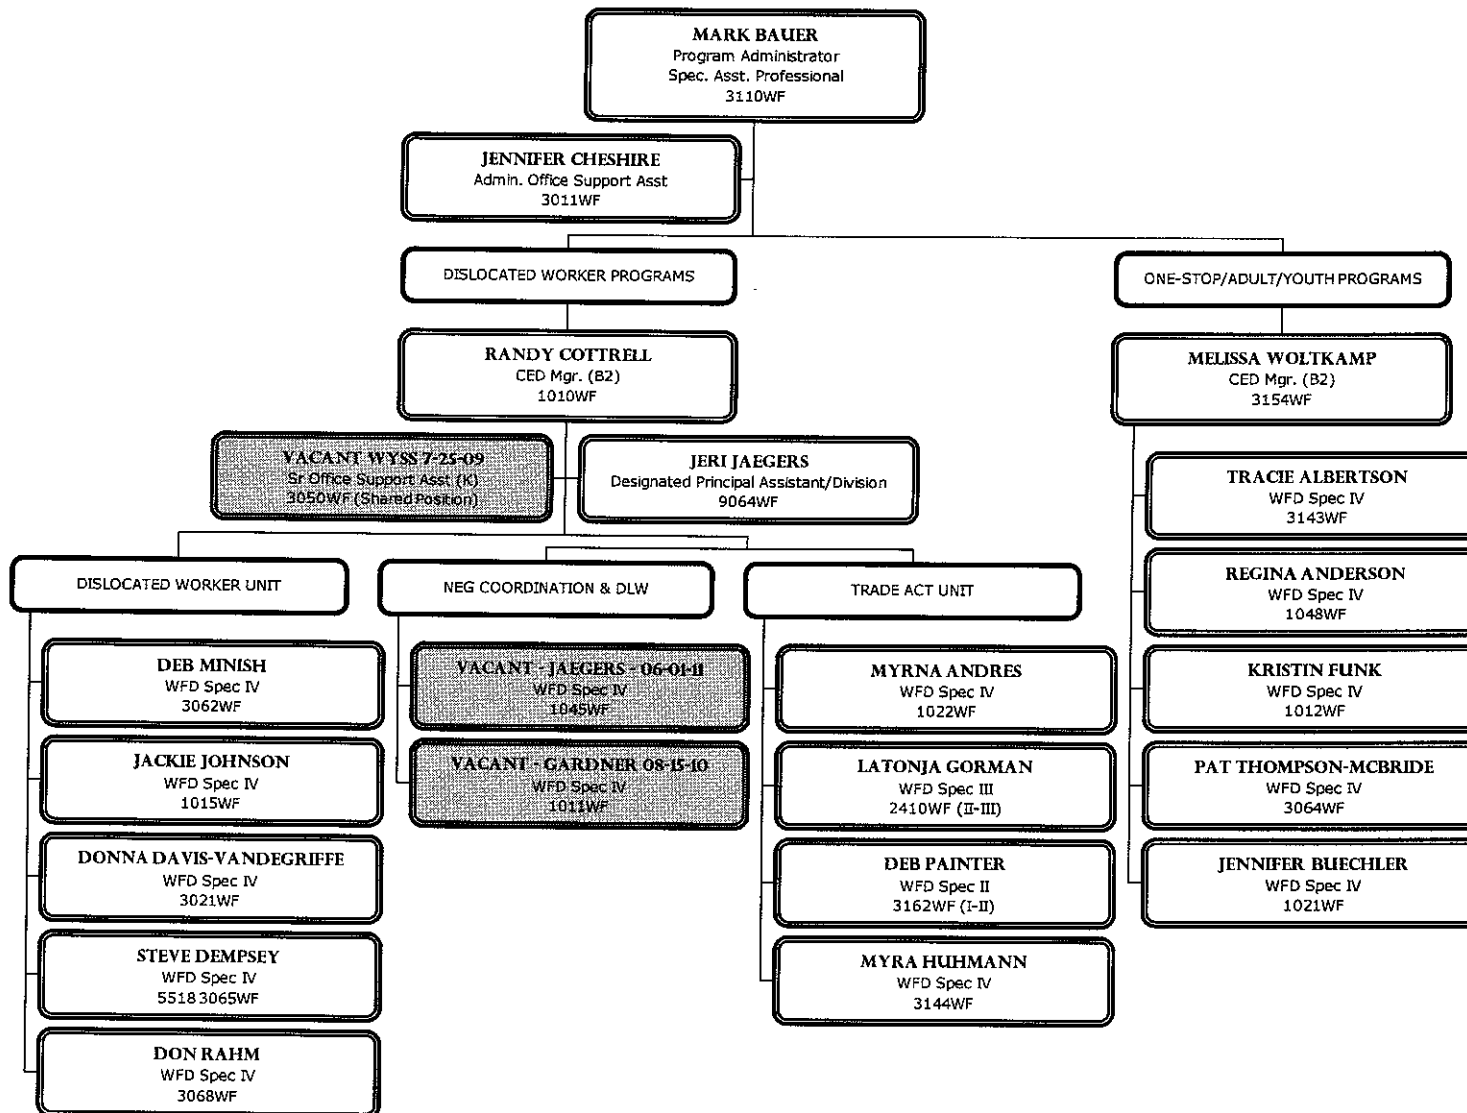 MARK BAUER
Program Administrator
Spec. Asst. Professional
3110WF
JENNIFER CHESHIRE
Admin. Office Support Asst
3011WF
DISLOCATED WORKER PROGRAMS
ONE-STOP/ADULT/YOUTH PROGRAMS
RANDY COTTRELL
CED Mgr. (B2)
1010WF
MELISSA WOLTKAMP
CED Mgr. (B2)
3154WF
VACANT WYSS 7-25-09
Sr Office Support Asst (K)
3050WF (Shared Position)
JERI JAEGERS
Designated Principal Assistant/Division
9064WF
DISLOCATED WORKER UNIT
DEB MINISH
WFD Spec IV
3062WF
JACKIE JOHNSON
WFD Spec IV
1015WF
DONNA DAVIS-VANDEGRIFFE
WFD Spec IV
3021WF
STEVE DEMPSEY
WFD Spec IV
55183065WF
DON RAHM
WFD Spec IV
3068WF
NEG COORDINATION & DLW
VACANT - JAEGERS - 06-01-11
WFD Spec IV
1045WF
VACANT - GARDNER 08-15-10
WFD Spec IV
1011WF
TRADE ACT UNIT
MYRNA ANDRES
WFD Spec IV
1022WF
LATONJA GORMAN
WFD Spec III
2410WF (II-III)
DEB PAINTER
WFD Spec II
3162WF (I-II)
MYRA HUHMANN
WFD Spec IV
3144WF
TRACIE ALBERTSON
WFD Spec IV
3143WF
REGINA ANDERSON
WFD Spec IV
1048WF
KRISTIN FUNK
WFD Spec IV
1012WF
PAT THOMPSON-MCBRIDE
WFD Spec IV
3064WF
JENNIFER BUECHLER
WFD Spec IV
1021WF